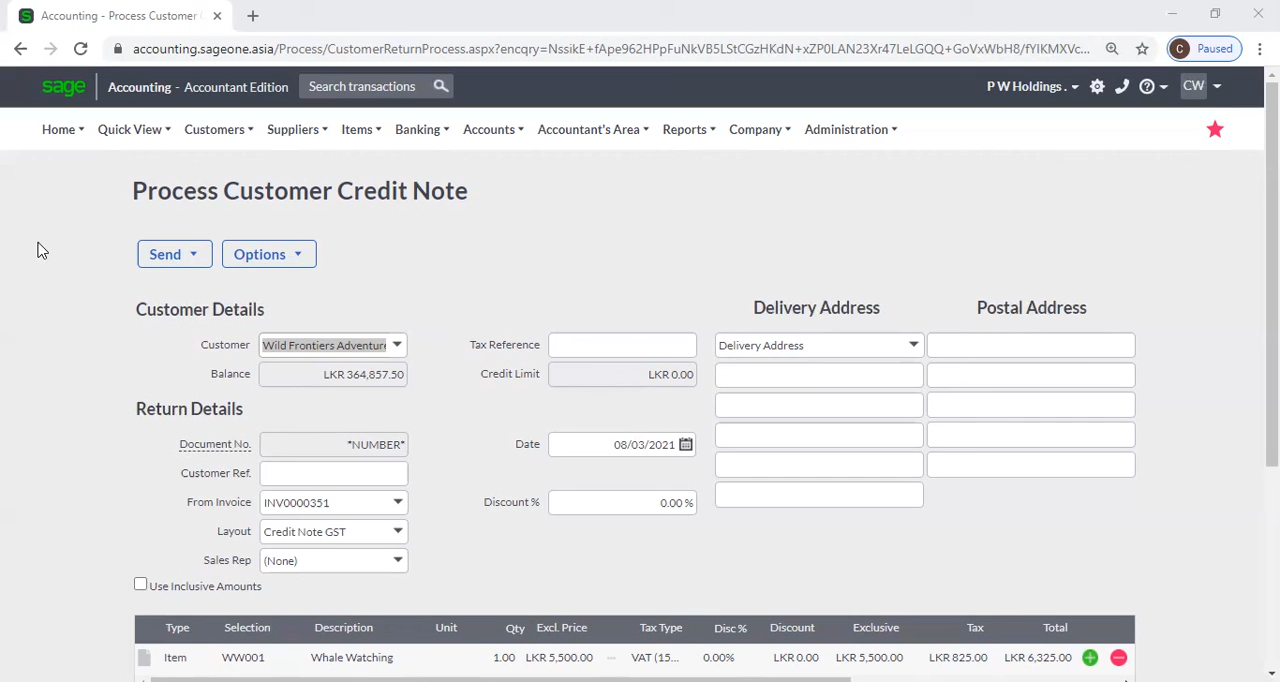 Accounting - Process Customer C
accounting.sageone.asia/Process/CustomerReturnProcess.aspx?encqry=NssikE+fApe962HPpFuNkVB5LStCGzHKdN+xZP0LAN23Xr47LeLGQQ+GoVxWbH8/fYIKMXVc...
C Paused
sage Accounting - Accountant Edition Search transactions P W Holdings . CW
Home Quick View Customers Suppliers Items Banking Accounts Accountant's Area Reports Company Administration
Process Customer Credit Note
Send Options
Customer Details Delivery Address Postal Address
Customer Wild Frontiers Adventure Tax Reference Delivery Address
Balance LKR 364,857.50 Credit Limit LKR 0.00
Return Details
Document No. *NUMBER* Date 08/03/2021
Customer Ref.
From Invoice INV0000351 Discount % 0.00 %
Layout Credit Note GST
Sales Rep (None)
Use Inclusive Amounts
Type Selection Description Unit Qty Excl. Price Tax Type Disc % Discount Exclusive Tax Total
Item WW001 Whale Watching 1.00 LKR 5,500.00 ... VAT (15... 0.00% LKR 0.00 LKR 5,500.00 LKR 825.00 LKR 6,325.00